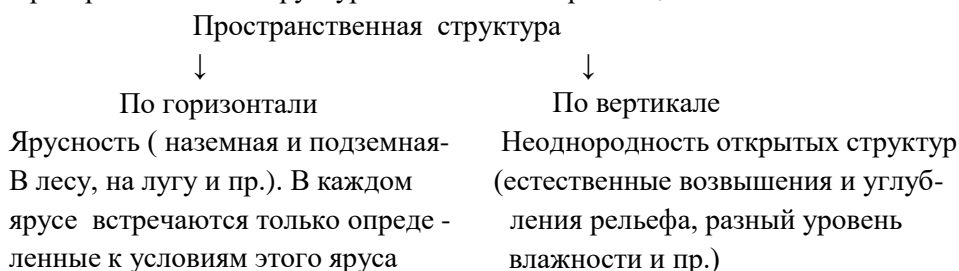 Пространственная структура
↓ ↓
По горизонтали По вертикале
Ярусность ( наземная и подземная- Неоднородность открытых структур
В лесу, на лугу и пр.). В каждом (естественные возвышения и углуб-
ярусе встречаются только опреде - ления рельефа, разный уровень
ленные к условиям этого яруса влажности и пр.)